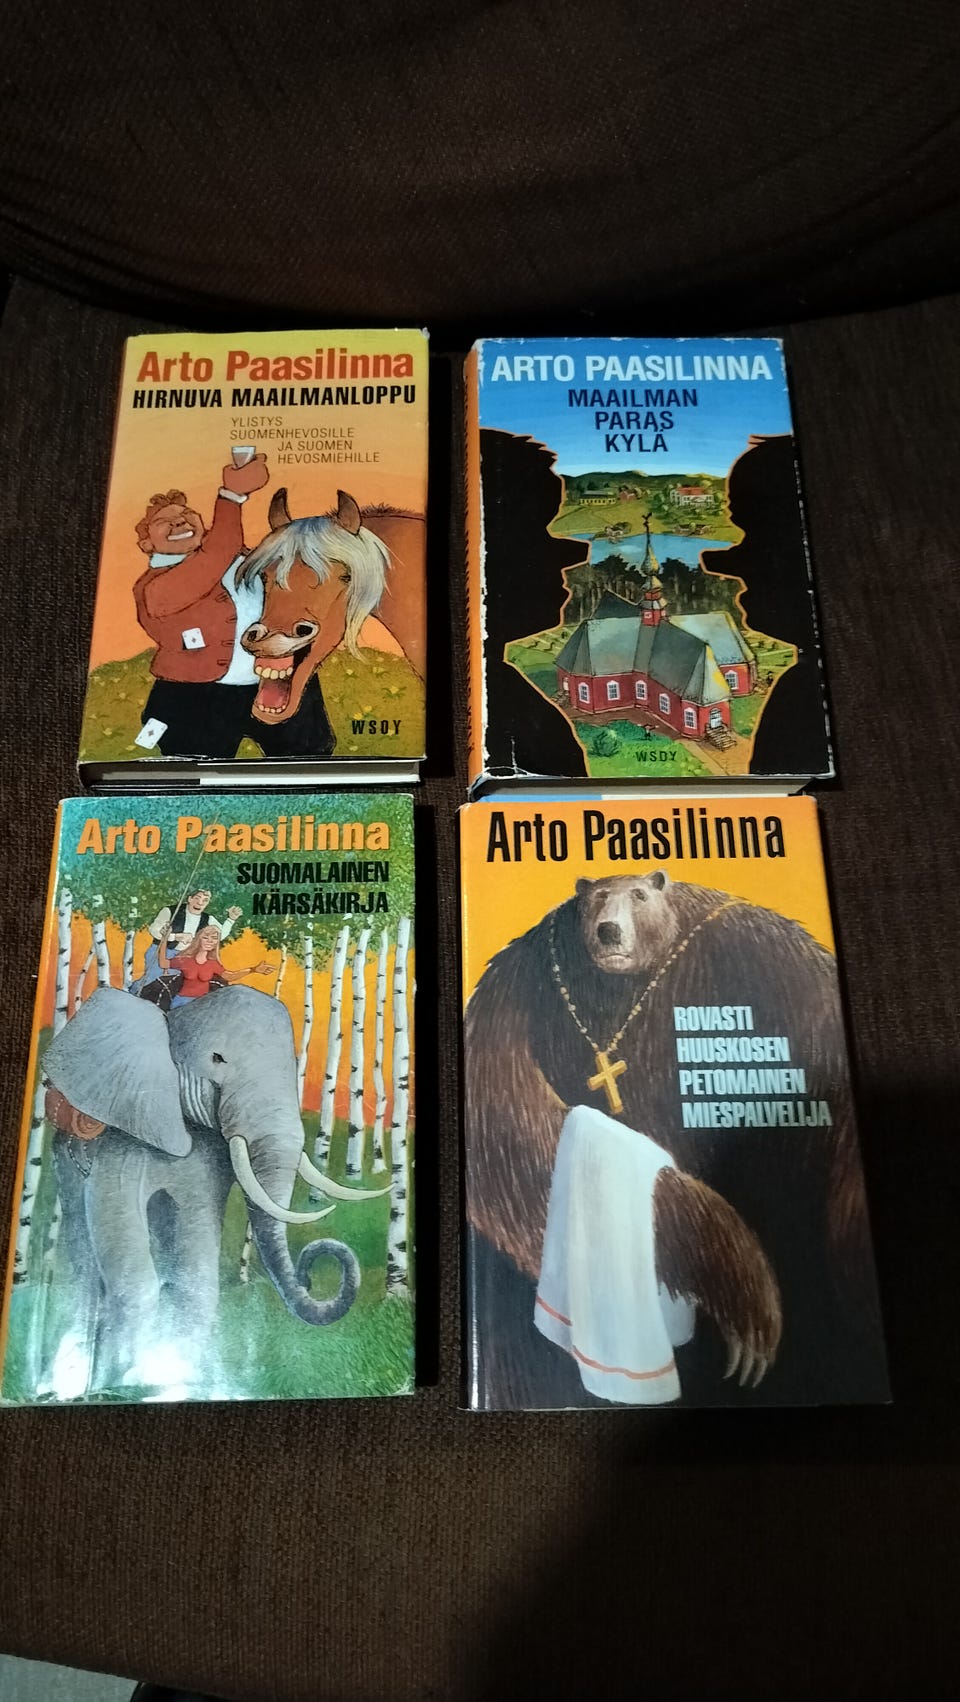 Arto Paasilinna
HIRNUVA MAAILMANLOPPU
YLISTYS
SUOMENHEVOSILLE
JA SUOMEN
HEVOSMIEHILLE
WSOY
ARTO PAASILINNA
MAAILMAN
PARAS
KYLÄ
WSOY
Arto Paasilinna
SUOMALAINEN
KÄRSÄKIRJA
Arto Paasilinna
ROVASTI
HUUSKOSEN
PETOMAINEN
MIESPALVELIJA